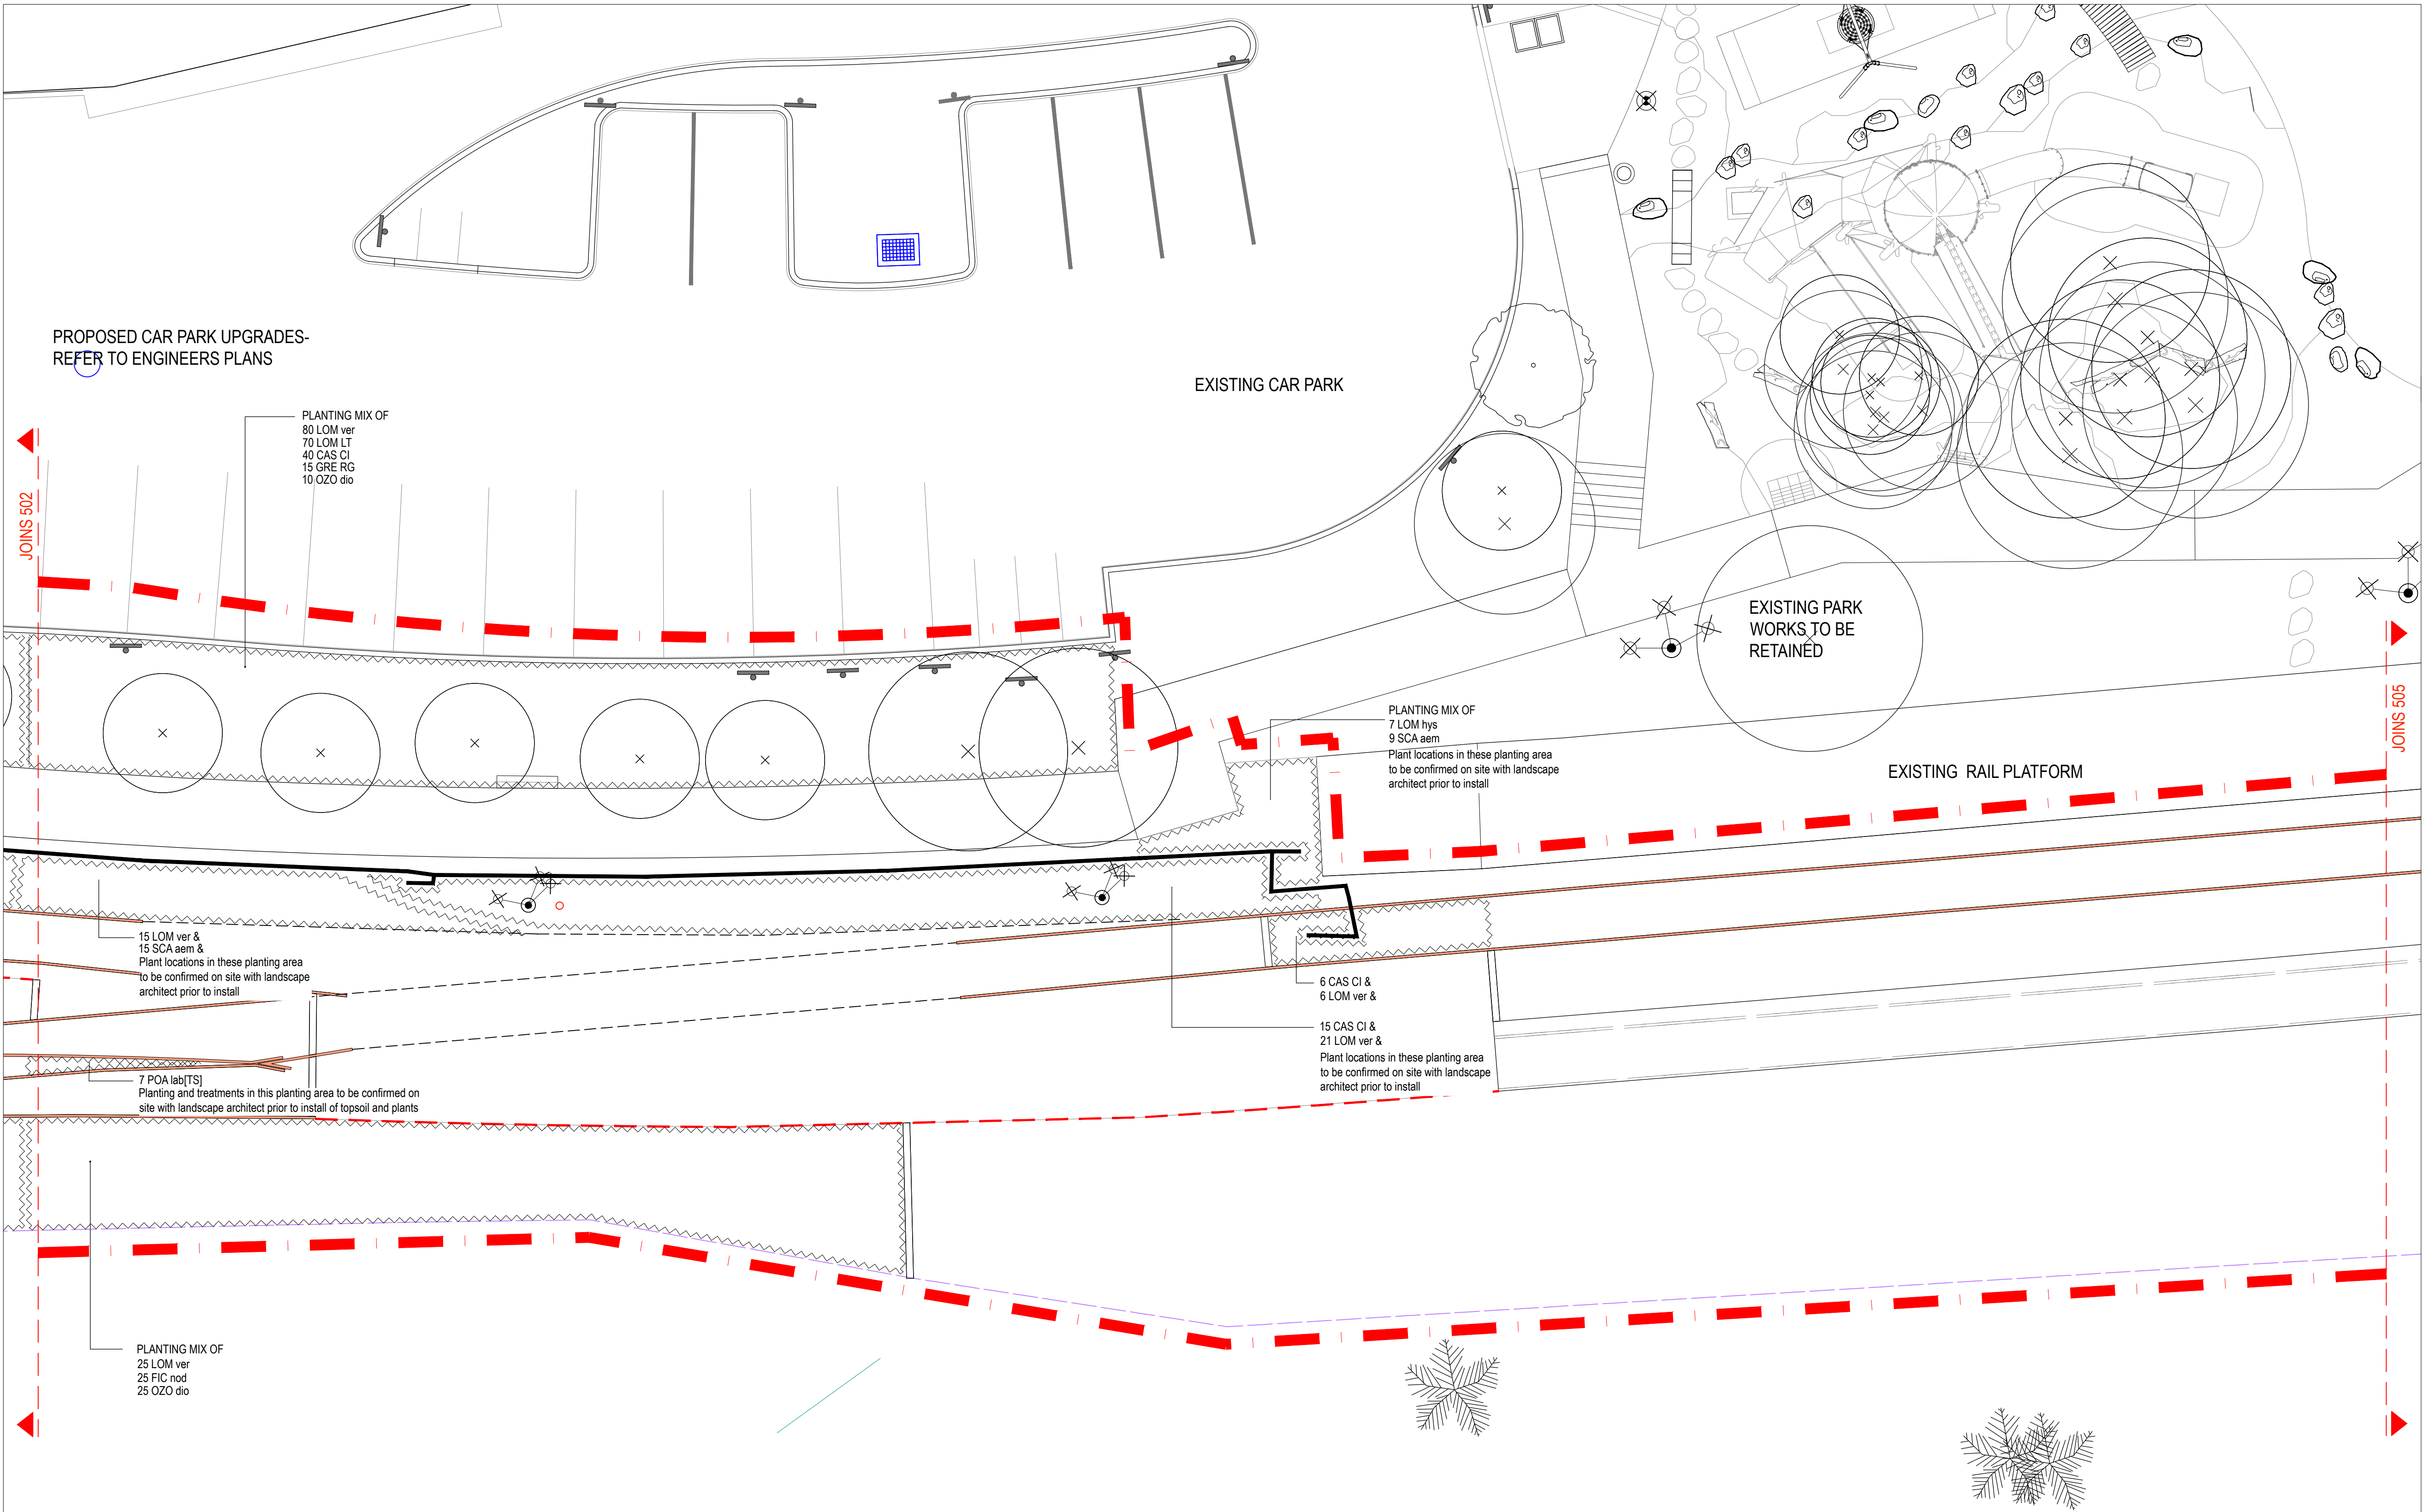 PROPOSED CAR PARK UPGRADES-
REFER TO ENGINEERS PLANS
EXISTING CAR PARK
PLANTING MIX OF
80 LOM ver
70 LOM LT
40 CAS CI
15 GRE RG
10 OZO dio
JOINS 502
EXISTING PARK
WORKS TO BE
RETAINED
JOINS 505
PLANTING MIX OF
7 LOM hys
9 SCA aem
Plant locations in these planting area
to be confirmed on site with landscape
architect prior to install
EXISTING RAIL PLATFORM
15 LOM ver &
15 SCA aem &
Plant locations in these planting area
to be confirmed on site with landscape
architect prior to install
6 CAS CI &
6 LOM ver &
15 CAS CI &
21 LOM ver &
Plant locations in these planting area
to be confirmed on site with landscape
architect prior to install
7 POA lab[TS]
Planting and treatments in this planting area to be confirmed on
site with landscape architect prior to install of topsoil and plants
PLANTING MIX OF
25 LOM ver
25 FIC nod
25 OZO dio